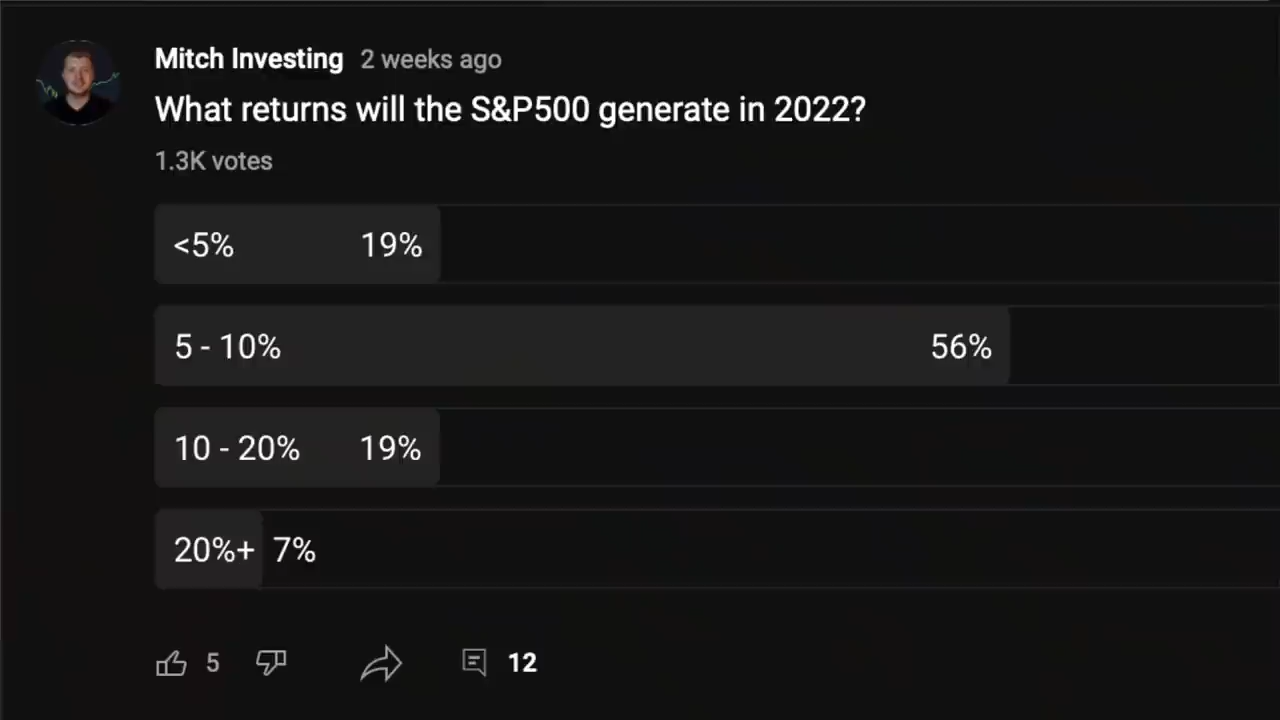 Mitch Investing 2 weeks ago
What returns will the S&P500 generate in 2022?
1.3K votes
<5% 19%
5 - 10% 56%
10 - 20% 19%
20%+ 7%
5 12